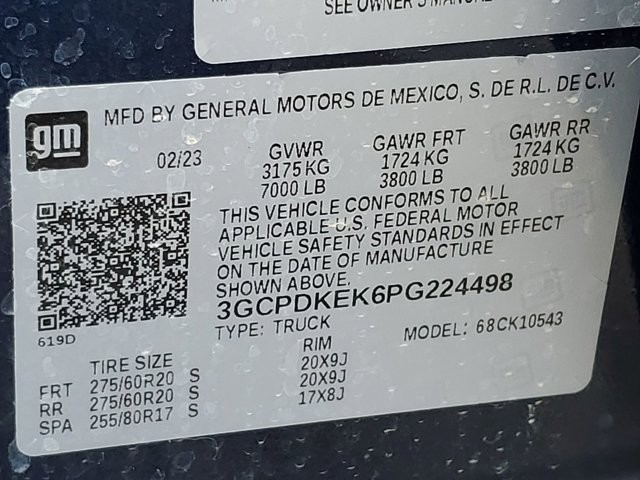 SEE OWNER'S MANUAL
MFD BY GENERAL MOTORS DE MEXICO, S. DE R.L. DE C.V.
gm
02/23 GVWR GAWR FRT GAWR RR
3175 KG 1724 KG 1724 KG
7000 LB 3800 LB 3800 LB
THIS VEHICLE CONFORMS TO ALL
APPLICABLE U.S. FEDERAL MOTOR
VEHICLE SAFETY STANDARDS IN EFFECT
ON THE DATE OF MANUFACTURE
SHOWN ABOVE.
3GCPDKEK6PG224498
619D
TYPE: TRUCK MODEL: 68CK10543
TIRE SIZE RIM
FRT 275/60R20 S 20X9J
RR 275/60R20 S 20X9J
SPA 255/80R17 S 17X8J